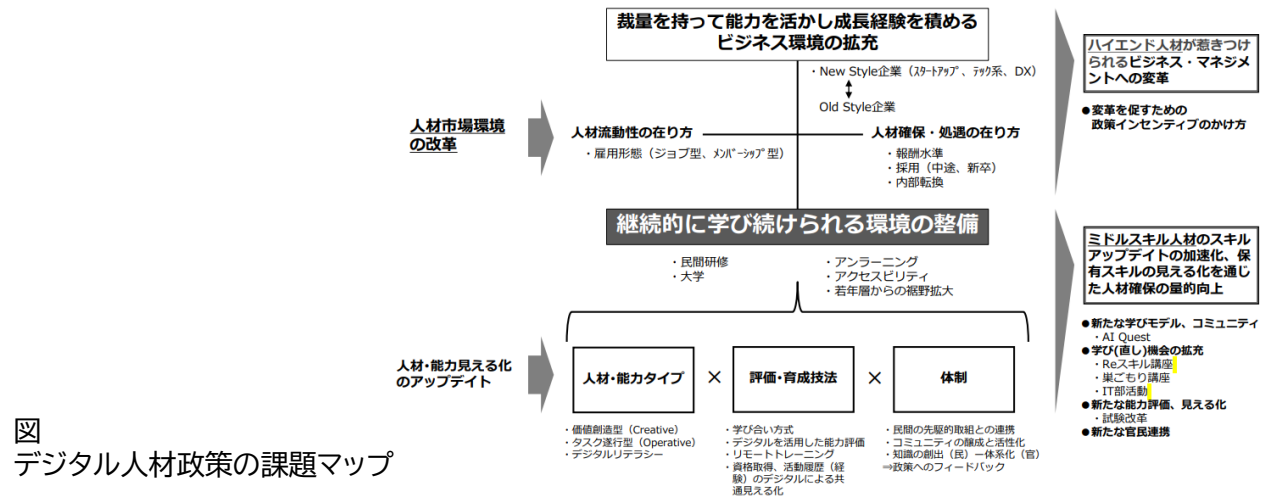 裁量を持って能力を活かし成長経験を積める
ビジネス環境の拡充
・New Style企業（ｽﾀｰﾄｱｯﾌﾟ、ﾃｯｸ系、DX）
Old Style企業
人材市場環境
の改革
人材流動性の在り方
・雇用形態（ジョブ型、ﾒﾝﾊﾞｰｼｯﾌﾟ型）
人材確保・処遇の在り方
・報酬水準
・採用（中途、新卒）
・内部転換
ハイエンド人材が惹きつけ
られるビジネス・マネジメ
ントへの変革
●変革を促すための
政策インセンティブのかけ方
継続的に学び続けられる環境の整備
・民間研修
・大学
・アンラーニング
・アクセスビリティ
・若年層からの裾野拡大
ミドルスキル人材のスキル
アップデイトの加速化、保
有スキルの見える化を通じ
た人材確保の量的向上
●新たな学びモデル、コミュニティ
・AI Quest
●学び(直し)機会の拡充
・Reスキル講座
・巣ごもり講座
・IT部活動
●新たな能力評価、見える化
・試験改革
●新たな官民連携
人材・能力見える化
のアップデイト
人材・能力タイプ
×
評価・育成技法
×
体制
・価値創造型（Creative）
・タスク遂行型（Operative）
・デジタルリテラシー
・学び合い方式
・デジタルを活用した能力評価
・リモートトレーニング
・資格取得、活動履歴（経
験）のデジタルによる共
通見える化
・民間の先駆的取組との連携
・コミュニティの醸成と活性化
・知識の創出（民）ー体系化（官）
⇒政策へのフィードバック
図
デジタル人材政策の課題マップ